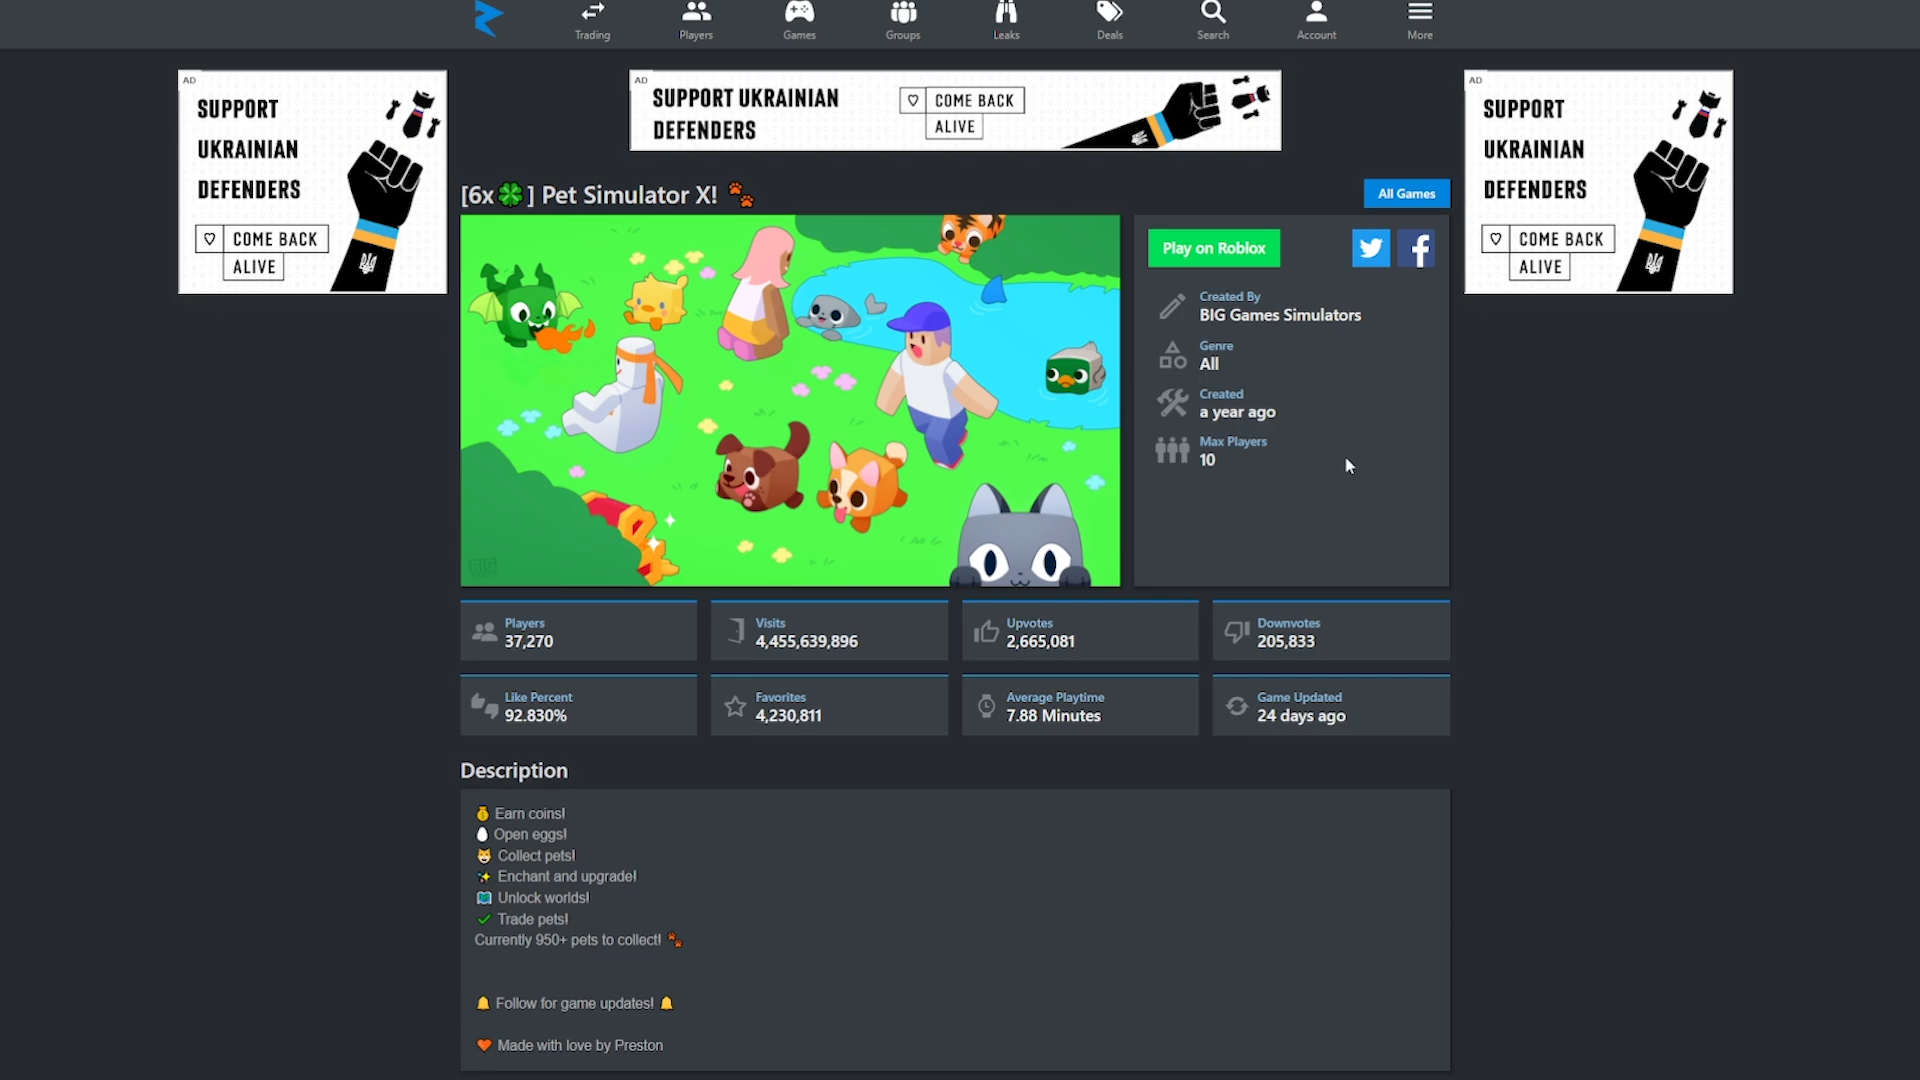 Trading
Players
Games
Groups
Leaks
Deals
Search
Account
More
AD
SUPPORT
UKRAINIAN
DEFENDERS
COME BACK
ALIVE
AD
SUPPORT UKRAINIAN
DEFENDERS
COME BACK
ALIVE
AD
SUPPORT
UKRAINIAN
DEFENDERS
COME BACK
ALIVE
[6x🍀] Pet Simulator X! 🐾
All Games
BIG
Play on Roblox
Created By
BIG Games Simulators
Genre
All
Created
a year ago
Max Players
10
Players
37,270
Visits
4,455,639,896
Upvotes
2,665,081
Downvotes
205,833
Like Percent
92.830%
Favorites
4,230,811
Average Playtime
7.88 Minutes
Game Updated
24 days ago
Description
💰 Earn coins!
🥚 Open eggs!
😺 Collect pets!
✨ Enchant and upgrade!
🗺️ Unlock worlds!
✔️ Trade pets!
Currently 950+ pets to collect! 🐾
🔔 Follow for game updates! 🔔
❤️ Made with love by Preston